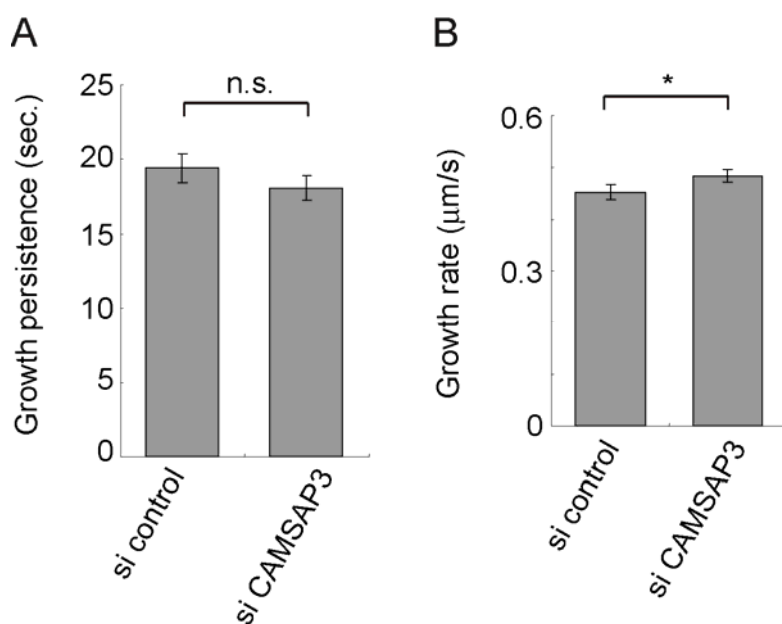 A
Growth persistence (sec.)
25
20
15
10
5
0
n.s.
si control
si CAMSAP3
B
Growth rate (μm/s)
0.6
0.3
0
*
si control
si CAMSAP3